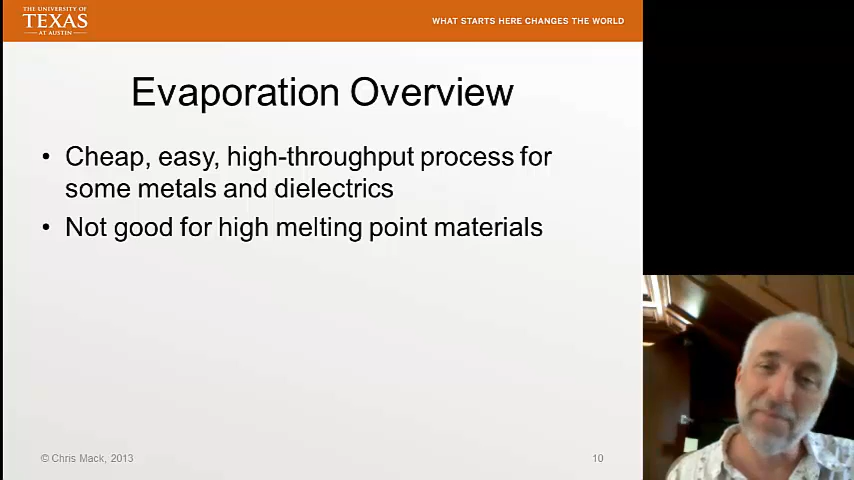 THE UNIVERSITY OF
TEXAS
AT AUSTIN
WHAT STARTS HERE CHANGES THE WORLD
Evaporation Overview
• Cheap, easy, high-throughput process for
some metals and dielectrics
• Not good for high melting point materials
© Chris Mack, 2013
10